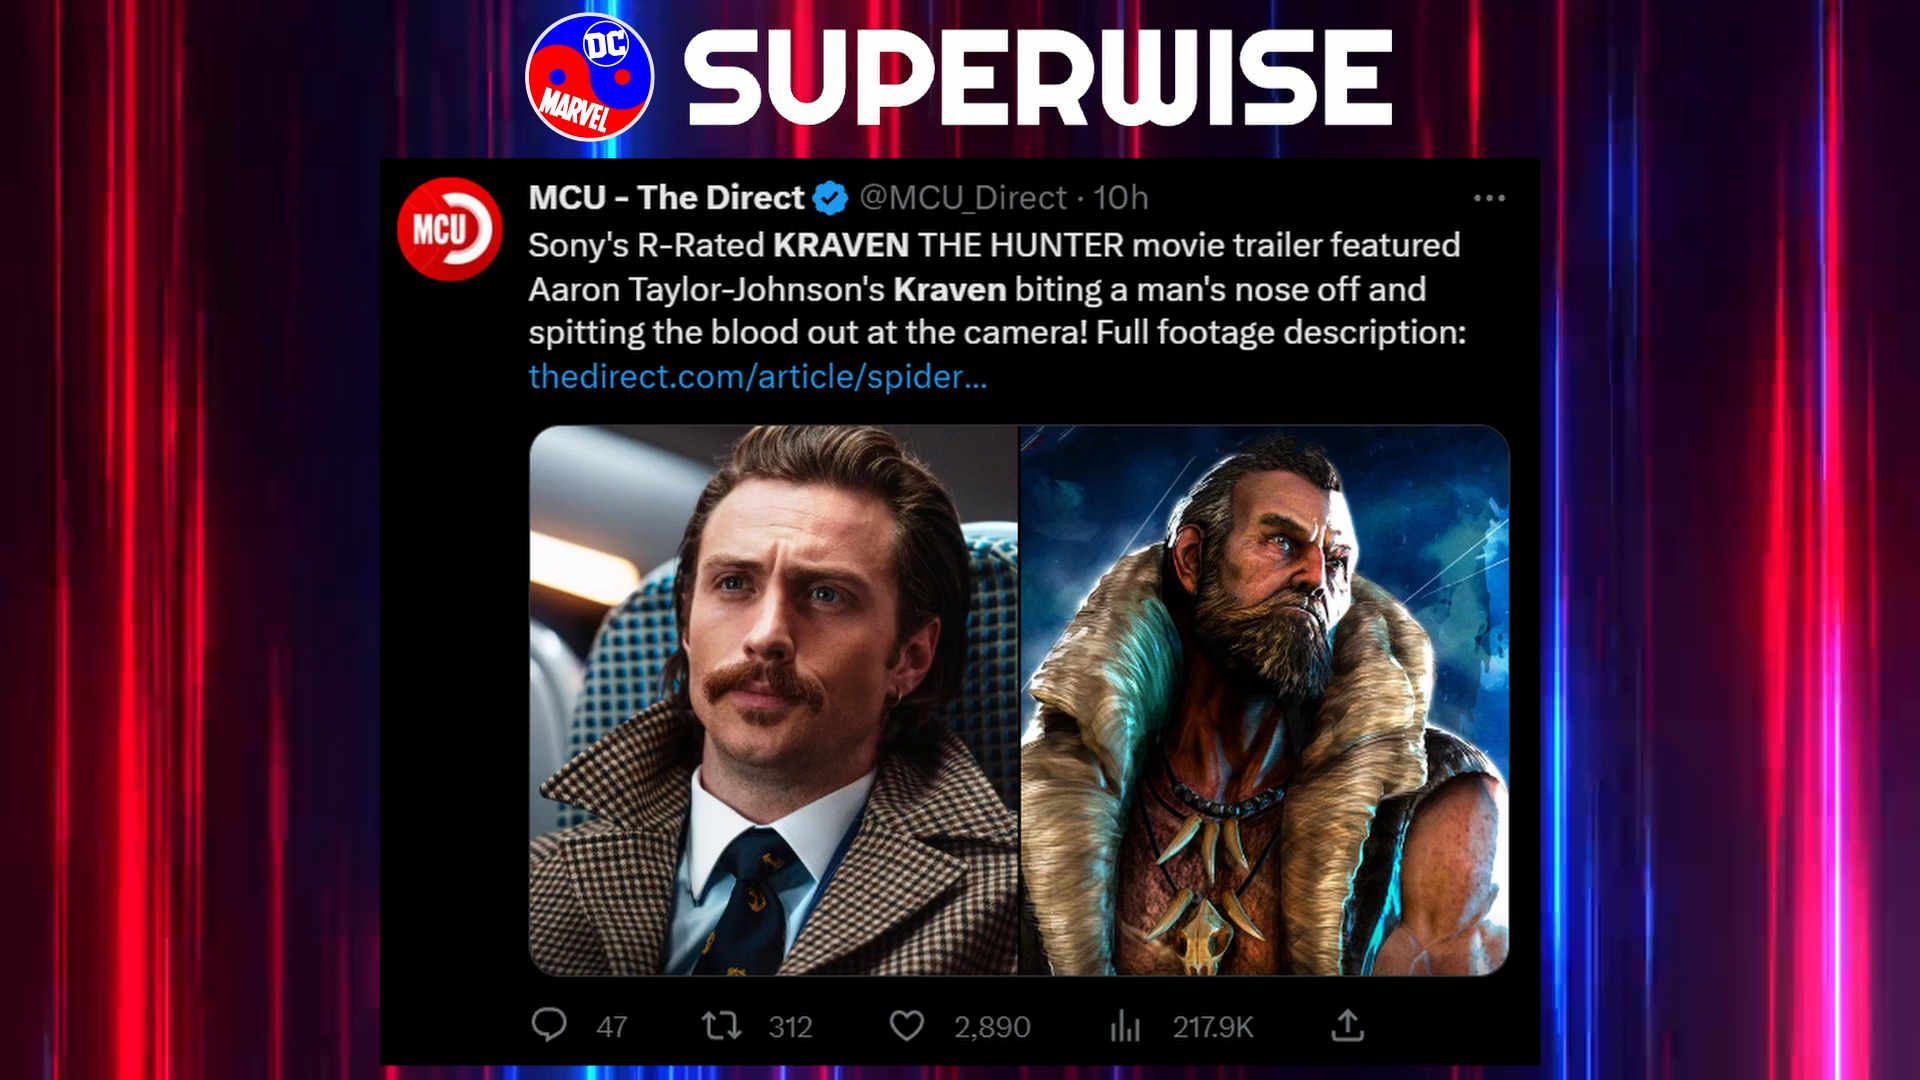 DC
MARVEL
SUPERWISE
MCU
MCU - The Direct @MCU_Direct · 10h
Sony's R-Rated KRAVEN THE HUNTER movie trailer featured
Aaron Taylor-Johnson's Kraven biting a man's nose off and
spitting the blood out at the camera! Full footage description:
thedirect.com/article/spider...
47 312 2,890 217.9K